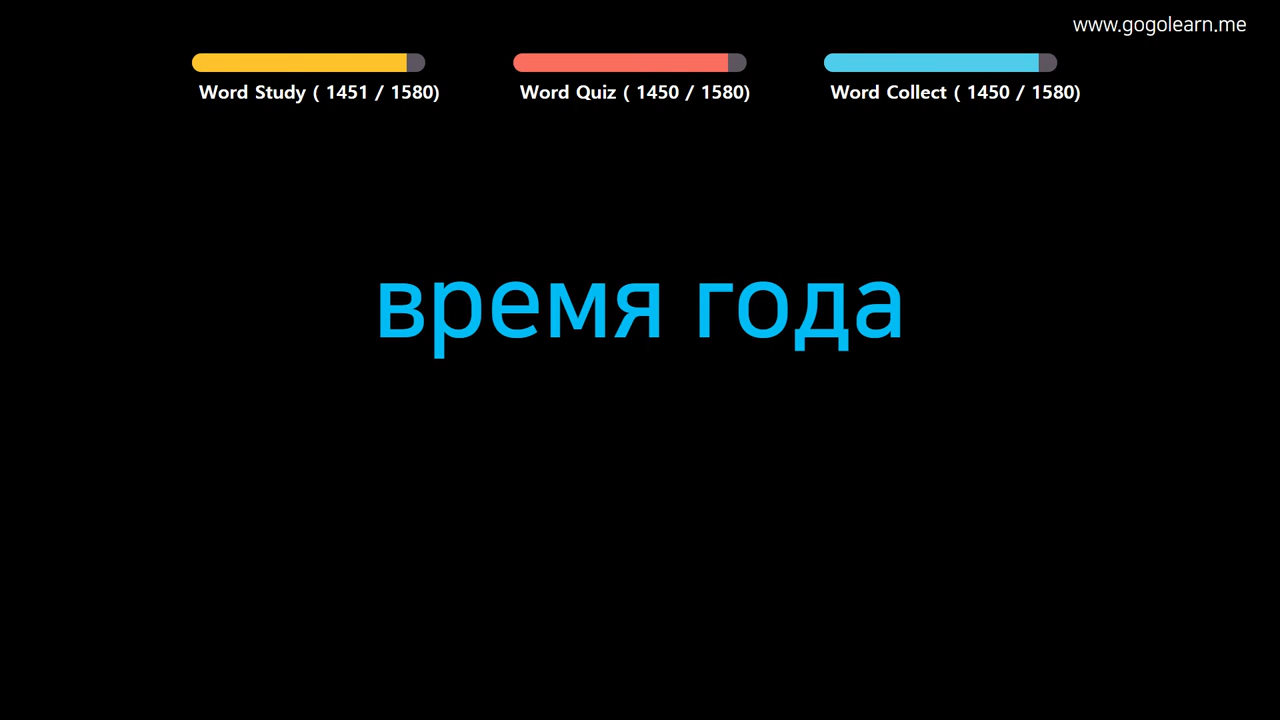 www.gogolearn.me
Word Study ( 1451 / 1580)
Word Quiz ( 1450 / 1580)
Word Collect ( 1450 / 1580)
время года